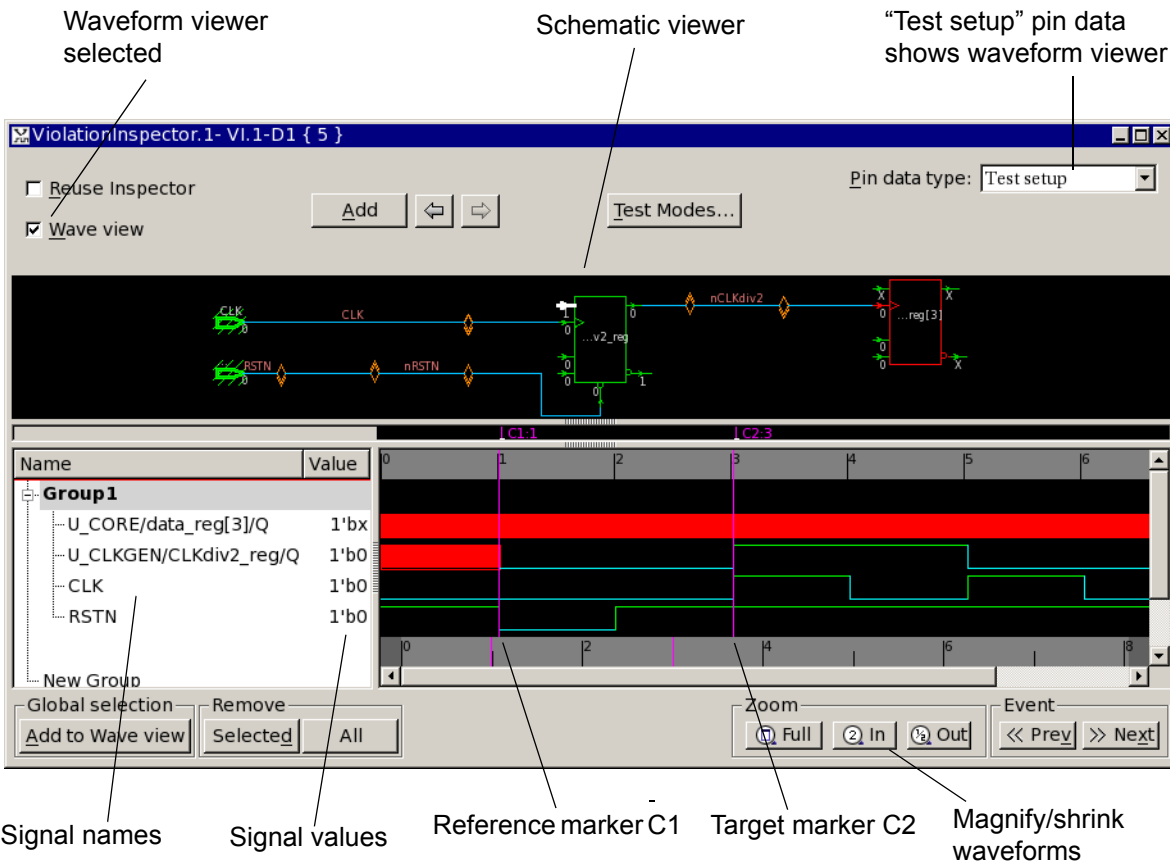 Waveform viewer
selected
Schematic viewer
“Test setup” pin data
shows waveform viewer
ViolationInspector.1- VI.1-D1 { 5 }
Reuse Inspector
Wave view
Add
Test Modes...
Pin data type: Test setup
CLK
0
CLK
1
0
0
0
0
...v2_reg
0
1
nCLKdiv2
X
0
0
0
...reg[3]
X
X
RSTN
0
nRSTN
C1:1
C2:3
Name Value
0 1 2 3 4 5 6
Group1
U_CORE/data_reg[3]/Q 1'bx
U_CLKGEN/CLKdiv2_reg/Q 1'b0
CLK 1'b0
RSTN 1'b0
New Group
0 2 4 6 8
Global selection
Add to Wave view
Remove
Selected
All
Zoom
Full
2 In
½ Out
Event
<< Prev
>> Next
Signal names
Signal values
Reference marker C1
Target marker C2
Magnify/shrink
waveforms